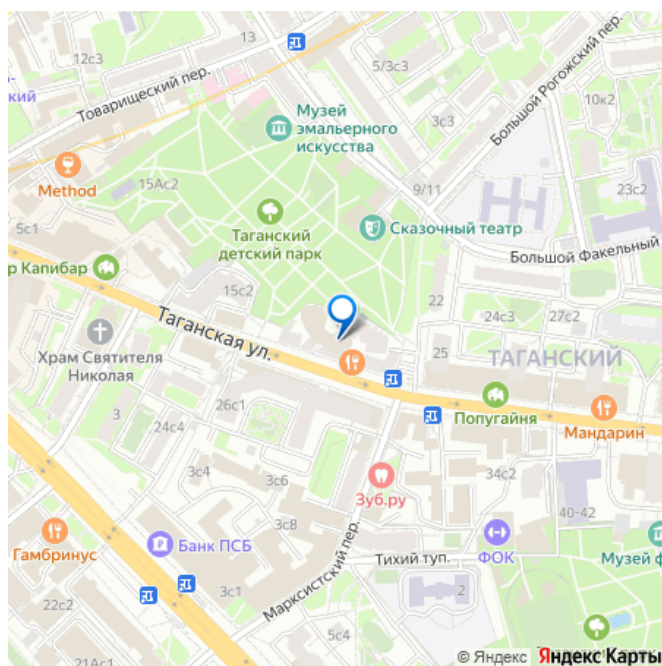 12с3
13
5/3с3
Большой Рогожский пер.
10к2
Товарищеский пер.
Музей
эмальерного
искусства
3с3
ский
Method
15Ас2
9/11
23с2
5с1
Таганский
детский парк
Сказочный театр
Большой Факельный
р Капибар
15с2
22
24с3
27с2
Таганская ул.
Храм Святителя
Николая
25
ТАГАНСКИЙ
Попугайня
Мандарин
3
26с1
24с4
3с4
3с6
Зуб.ру
34с2
40-42
3с8
Гамбринус
Банк ПСБ
Тихий туп.
ФОК
Музей ф
Марксистский пер.
3с1
2
22с2
5с4
21Ас1
© Яндекс Яндекс Карты